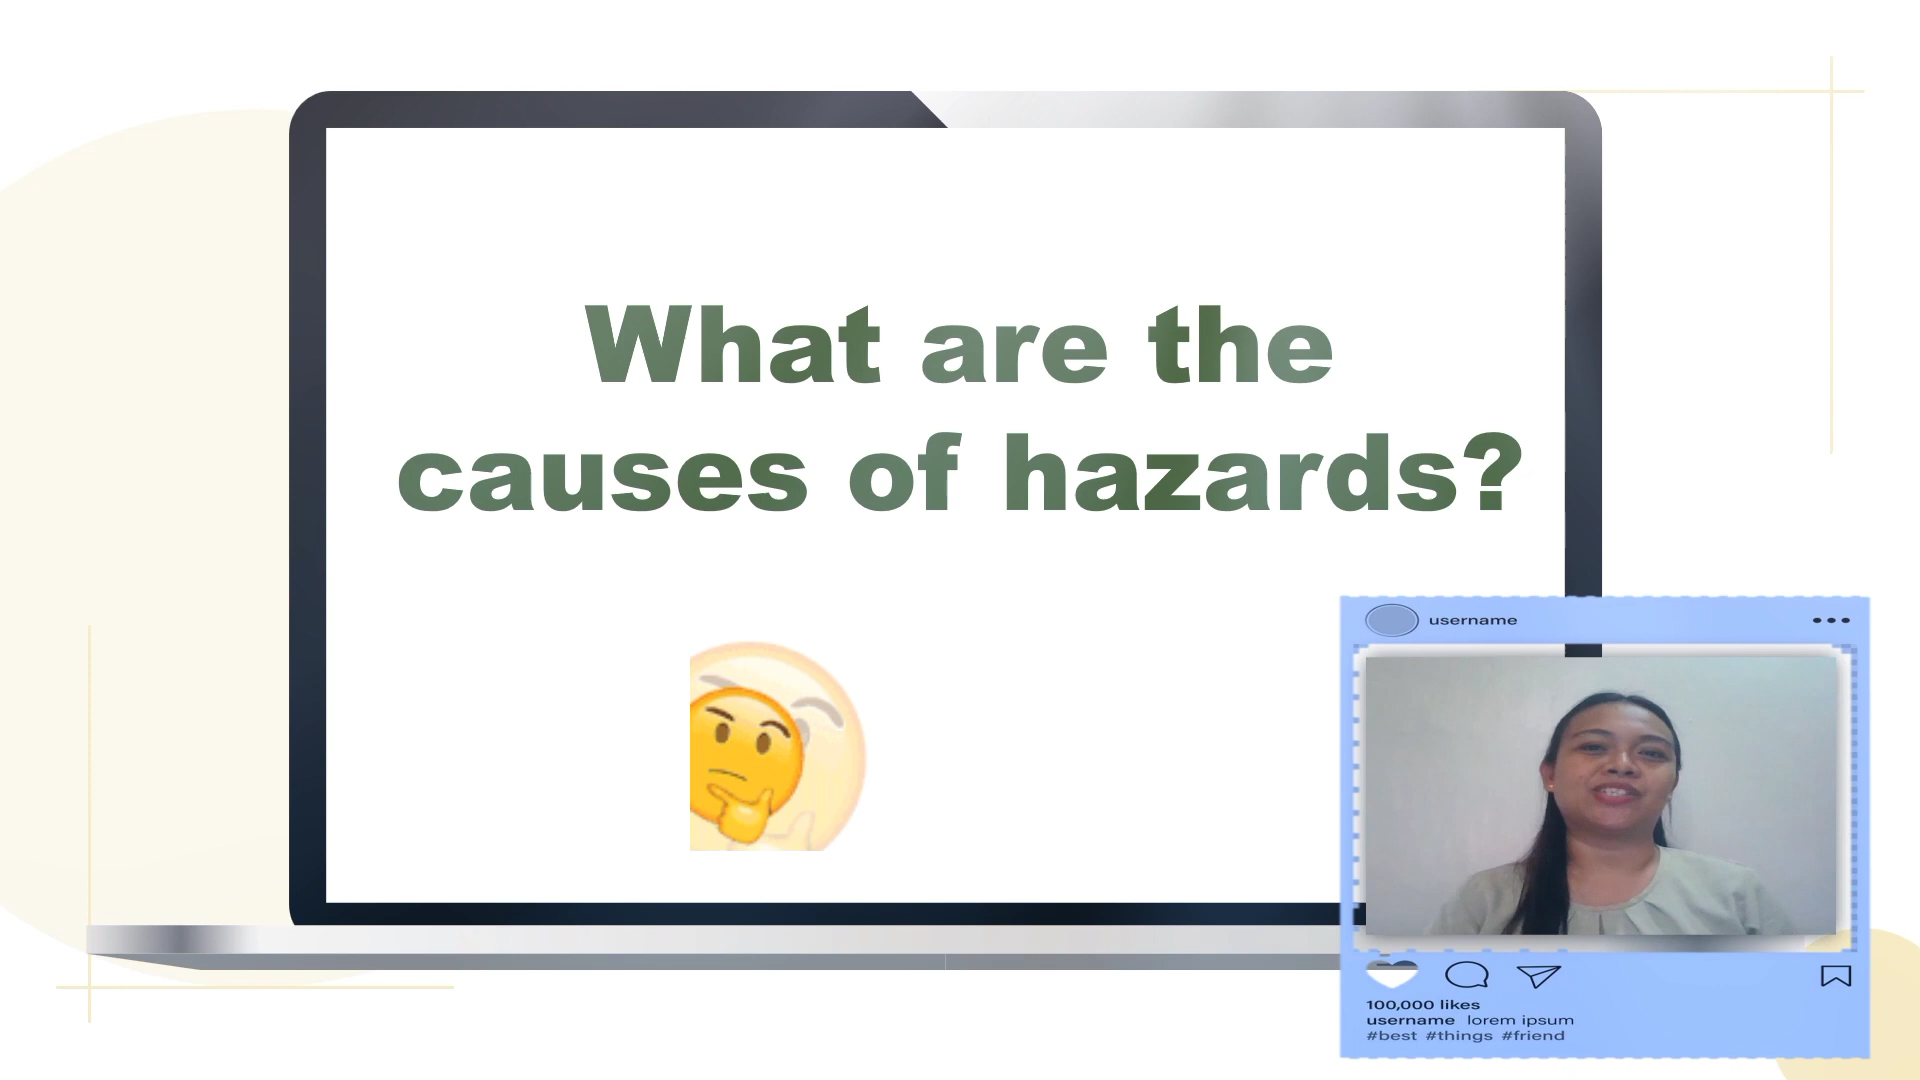 What are the
causes of hazards?
username
100,000 likes
username lorem ipsum
#best #things #friend